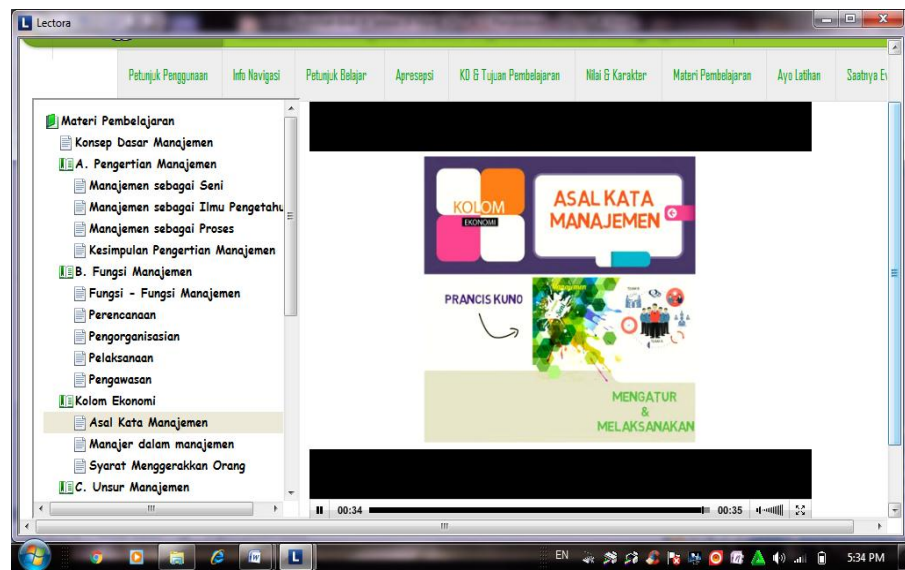 Lectora
Petunjuk Penggunaan
Info Navigasi
Petunjuk Belajar
Apresepsi
KD & Tujuan Pembelajaran
Nilai & Karakter
Materi Pembelajaran
Ayo Latihan
Saatnya Ev
Materi Pembelajaran
Konsep Dasar Manajemen
A. Pengertian Manajemen
Manajemen sebagai Seni
Manajemen sebagai Ilmu Pengetahu
Manajemen sebagai Proses
Kesimpulan Pengertian Manajemen
B. Fungsi Manajemen
Fungsi - Fungsi Manajemen
Perencanaan
Pengorganisasian
Pelaksanaan
Pengawasan
Kolom Ekonomi
Asal Kata Manajemen
Manajer dalam manajemen
Syarat Menggerakkan Orang
C. Unsur Manajemen
KOLOM
EKONOMI
ASAL KATA
MANAJEMEN
PRANCIS KUNO
Manajemen
MENGATUR
&
MELAKSANAKAN
00:34
00:35
EN
5:34 PM